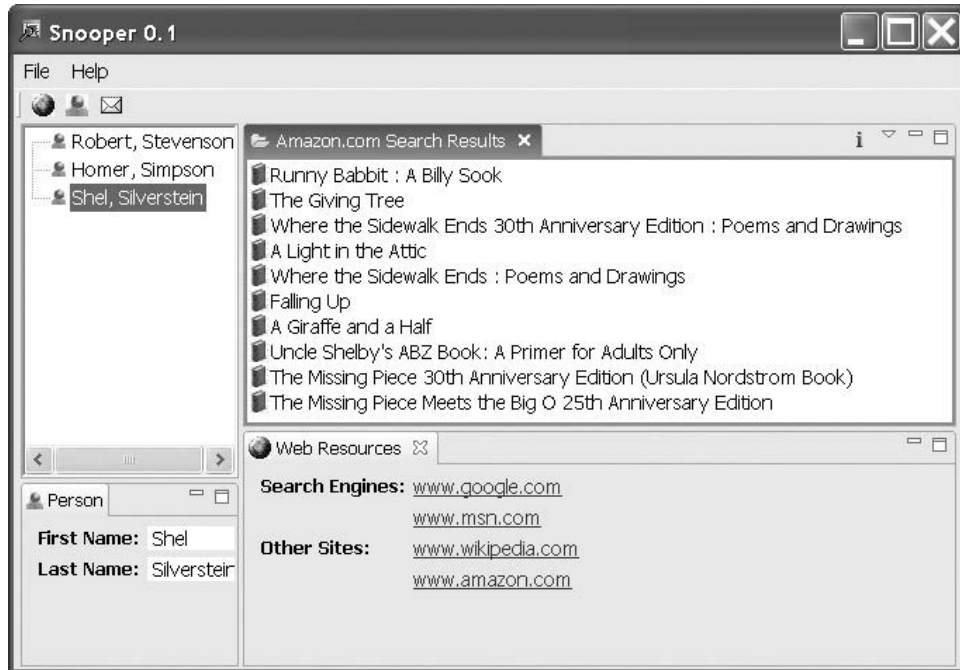 Snooper 0.1
File Help
Robert, Stevenson
Homer, Simpson
Shel, Silverstein
Amazon.com Search Results
Runny Babbit : A Billy Sook
The Giving Tree
Where the Sidewalk Ends 30th Anniversary Edition : Poems and Drawings
A Light in the Attic
Where the Sidewalk Ends : Poems and Drawings
Falling Up
A Giraffe and a Half
Uncle Shelby's ABZ Book: A Primer for Adults Only
The Missing Piece 30th Anniversary Edition (Ursula Nordstrom Book)
The Missing Piece Meets the Big O 25th Anniversary Edition
Person
First Name: Shel
Last Name: Silverstein
Web Resources
Search Engines: www.google.com
www.msn.com
Other Sites: www.wikipedia.com
www.amazon.com